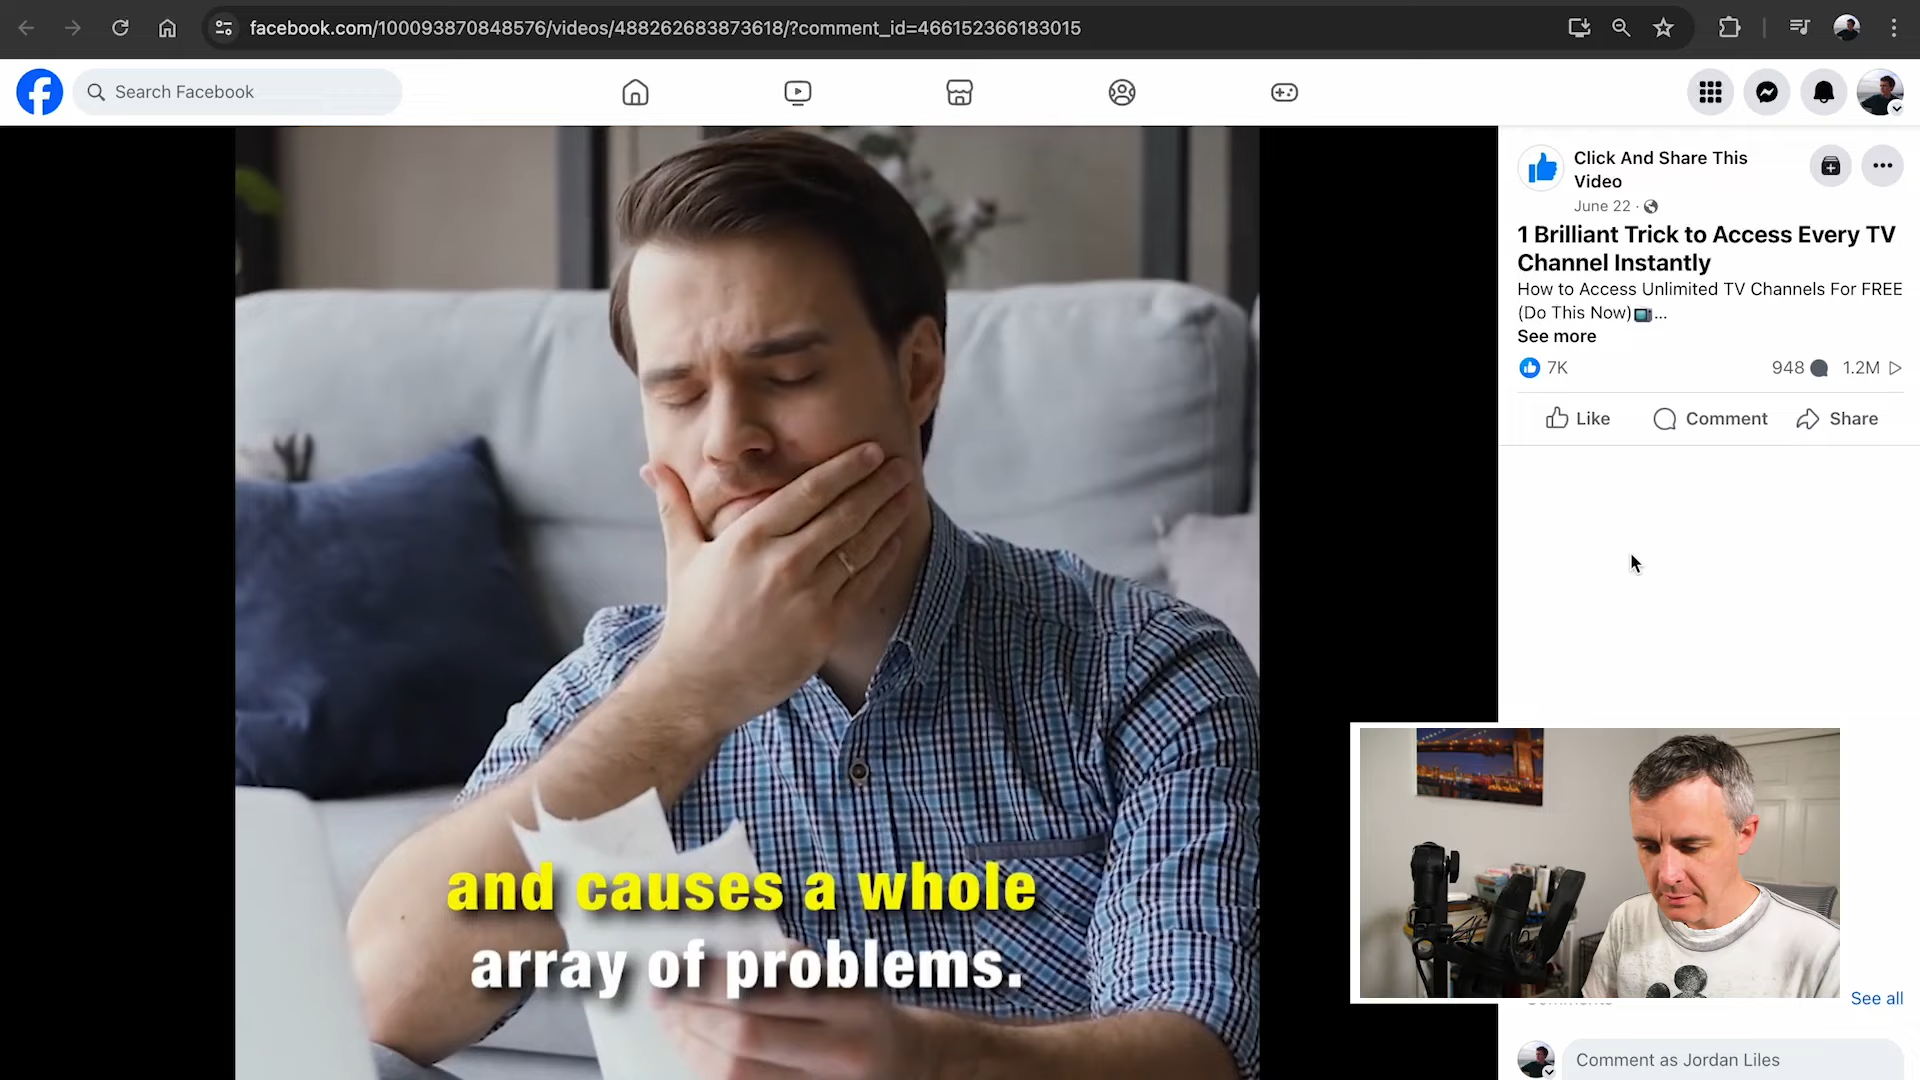 facebook.com/100093870848576/videos/488262683873618/?comment_id=466152366183015
Search Facebook
Click And Share This
Video
June 22 ·
1 Brilliant Trick to Access Every TV
Channel Instantly
How to Access Unlimited TV Channels For FREE
(Do This Now)📺...
See more
7K
948
1.2M
Like
Comment
Share
and causes a whole
array of problems.
See all
Comment as Jordan Liles